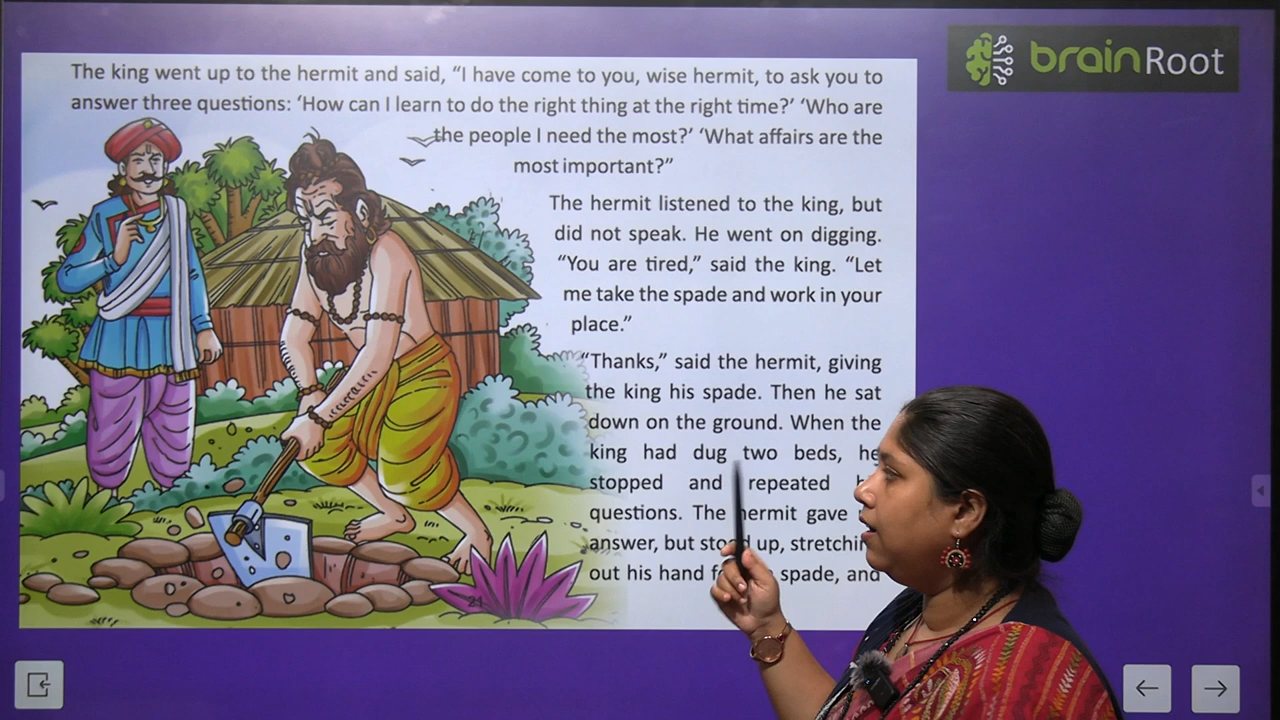 brainRoot
The king went up to the hermit and said, “I have come to you, wise hermit, to ask you to
answer three questions: ‘How can I learn to do the right thing at the right time?’ ‘Who are
the people I need the most?’ ‘What affairs are the
most important?”
The hermit listened to the king, but
did not speak. He went on digging.
“You are tired,” said the king. “Let
me take the spade and work in your
place.”
“Thanks,” said the hermit, giving
the king his spade. Then he sat
down on the ground. When the
king had dug two beds, he
stopped and repeated
questions. The hermit gave
answer, but stood up, stretching
out his hand spade, and
21